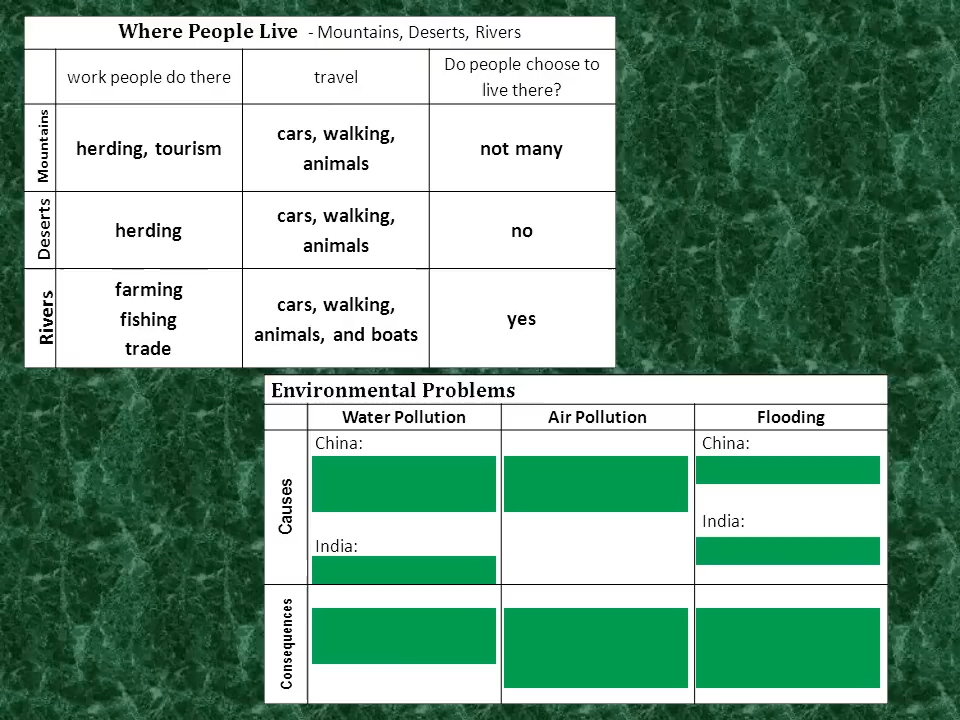 Where People Live - Mountains, Deserts, Rivers
work people do there
travel
Do people choose to
live there?
Mountains
herding, tourism
cars, walking,
animals
not many
Deserts
herding
cars, walking,
animals
no
Rivers
farming
fishing
trade
cars, walking,
animals, and boats
yes
Environmental Problems
Water Pollution
Air Pollution
Flooding
Causes
China:
India:
China:
India:
Consequences